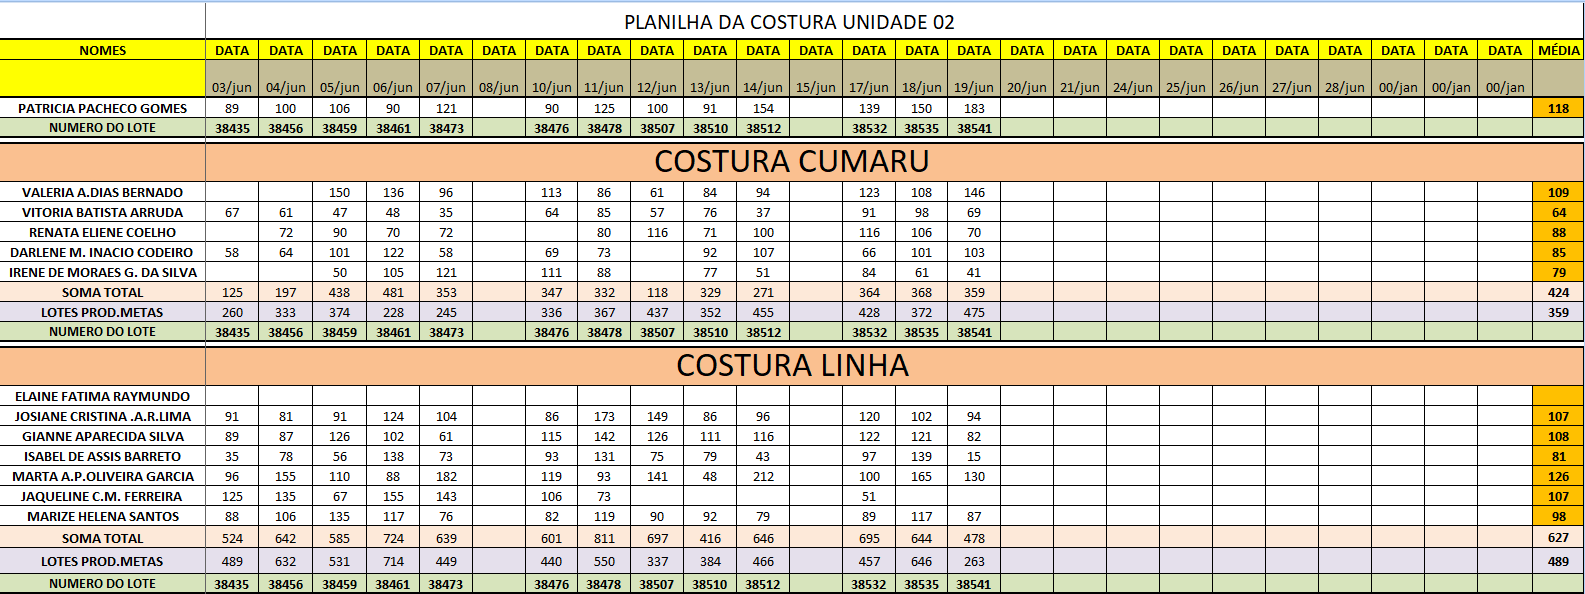 PLANILHA DA COSTURA UNIDADE 02
NOMES DATA DATA DATA DATA DATA DATA DATA DATA DATA DATA DATA DATA DATA DATA DATA DATA DATA DATA DATA DATA DATA DATA DATA DATA DATA MÉDIA
03/jun 04/jun 05/jun 06/jun 07/jun 08/jun 10/jun 11/jun 12/jun 13/jun 14/jun 15/jun 17/jun 18/jun 19/jun 20/jun 21/jun 24/jun 25/jun 26/jun 27/jun 28/jun 00/jan 00/jan 00/jan
PATRICIA PACHECO GOMES 89 100 106 90 121 90 125 100 91 154 139 150 183 118
NUMERO DO LOTE 38435 38456 38459 38461 38473 38476 38478 38507 38510 38512 38532 38535 38541
COSTURA CUMARU
VALERIA A.DIAS BERNADO 150 136 96 113 86 61 84 94 123 108 146 109
VITORIA BATISTA ARRUDA 67 61 47 48 35 64 85 57 76 37 91 98 69 64
RENATA ELIENE COELHO 72 90 70 72 80 116 71 100 116 106 70 88
DARLENE M. INACIO CODEIRO 58 64 101 122 58 69 73 92 107 66 101 103 85
IRENE DE MORAES G. DA SILVA 50 105 121 111 88 77 51 84 61 41 79
SOMA TOTAL 125 197 438 481 353 347 332 118 329 271 364 368 359 424
LOTES PROD.METAS 260 333 374 228 245 336 367 437 352 455 428 372 475 359
NUMERO DO LOTE 38435 38456 38459 38461 38473 38476 38478 38507 38510 38512 38532 38535 38541
COSTURA LINHA
ELAINE FATIMA RAYMUNDO
JOSIANE CRISTINA .A.R.LIMA 91 81 91 124 104 86 173 149 86 96 120 102 94 107
GIANNE APARECIDA SILVA 89 87 126 102 61 115 142 126 111 116 122 121 82 108
ISABEL DE ASSIS BARRETO 35 78 56 138 73 93 131 75 79 43 97 139 15 81
MARTA A.P.OLIVEIRA GARCIA 96 155 110 88 182 119 93 141 48 212 100 165 130 126
JAQUELINE C.M. FERREIRA 125 135 67 155 143 106 73 51 107
MARIZE HELENA SANTOS 88 106 135 117 76 82 119 90 92 79 89 117 87 98
SOMA TOTAL 524 642 585 724 639 601 811 697 416 646 695 644 478 627
LOTES PROD.METAS 489 632 531 714 449 440 550 337 384 466 457 646 263 489
NUMERO DO LOTE 38435 38456 38459 38461 38473 38476 38478 38507 38510 38512 38532 38535 38541